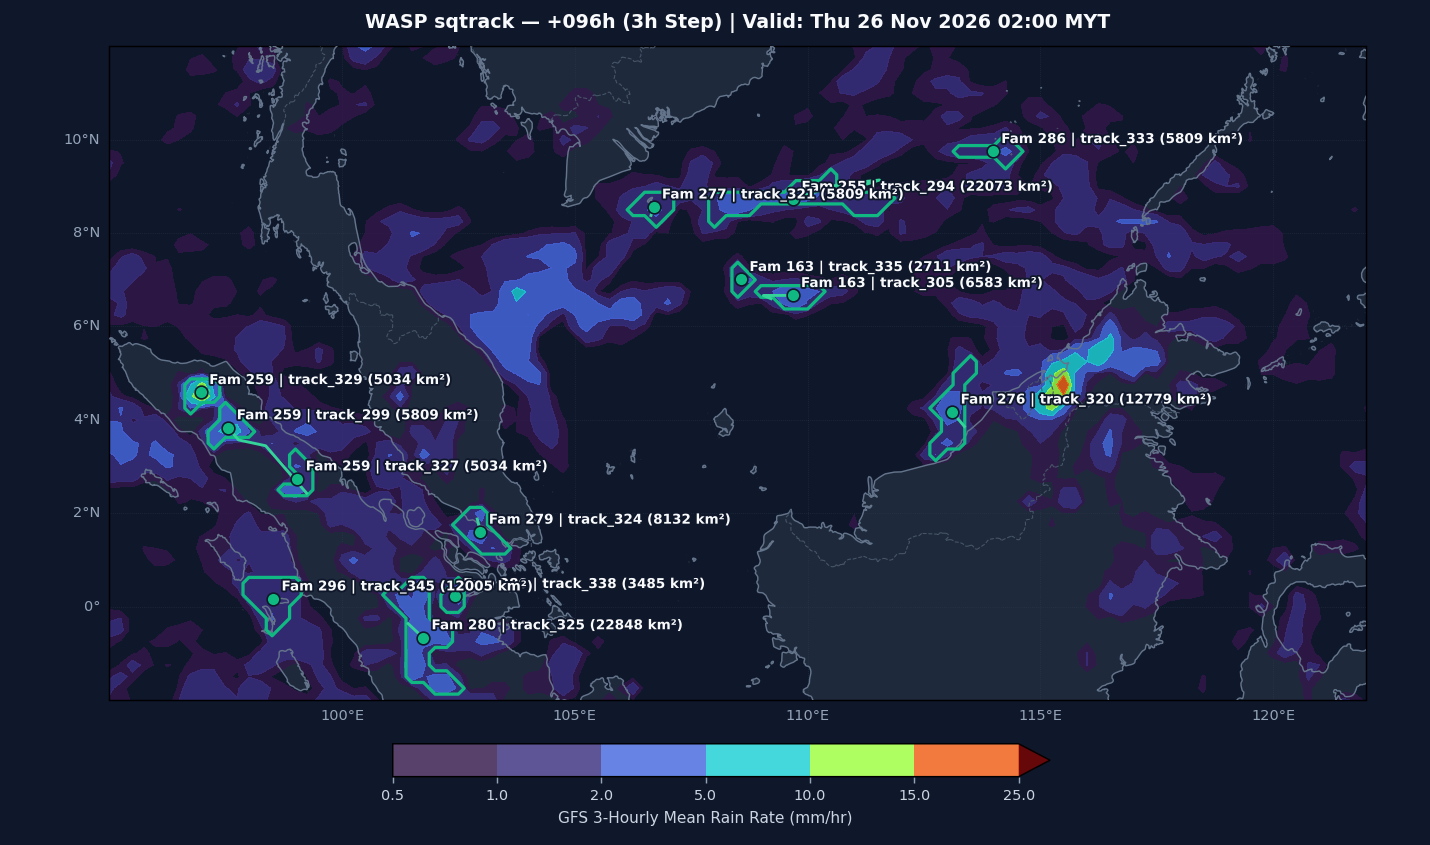 WASP sqtrack — +096h (3h Step) | Valid: Thu 26 Nov 2026 02:00 MYT
10°N
8°N
6°N
4°N
2°N
0°
Fam 286 | track_333 (5809 km²)
Fam 255 | track_294 (22073 km²)
Fam 277 | track_321 (5809 km²)
Fam 163 | track_335 (2711 km²)
Fam 163 | track_305 (6583 km²)
Fam 259 | track_329 (5034 km²)
Fam 276 | track_320 (12779 km²)
Fam 259 | track_299 (5809 km²)
Fam 259 | track_327 (5034 km²)
Fam 279 | track_324 (8132 km²)
| track_338 (3485 km²)
Fam 296 | track_345 (12005 km²)
Fam 280 | track_325 (22848 km²)
100°E 105°E 110°E 115°E 120°E
0.5 1.0 2.0 5.0 10.0 15.0 25.0
GFS 3-Hourly Mean Rain Rate (mm/hr)